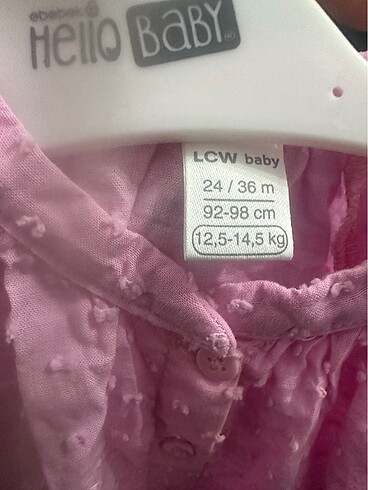 ebebek
Hello BABY
LCW baby
24 / 36 m
92-98 cm
12,5-14,5 kg